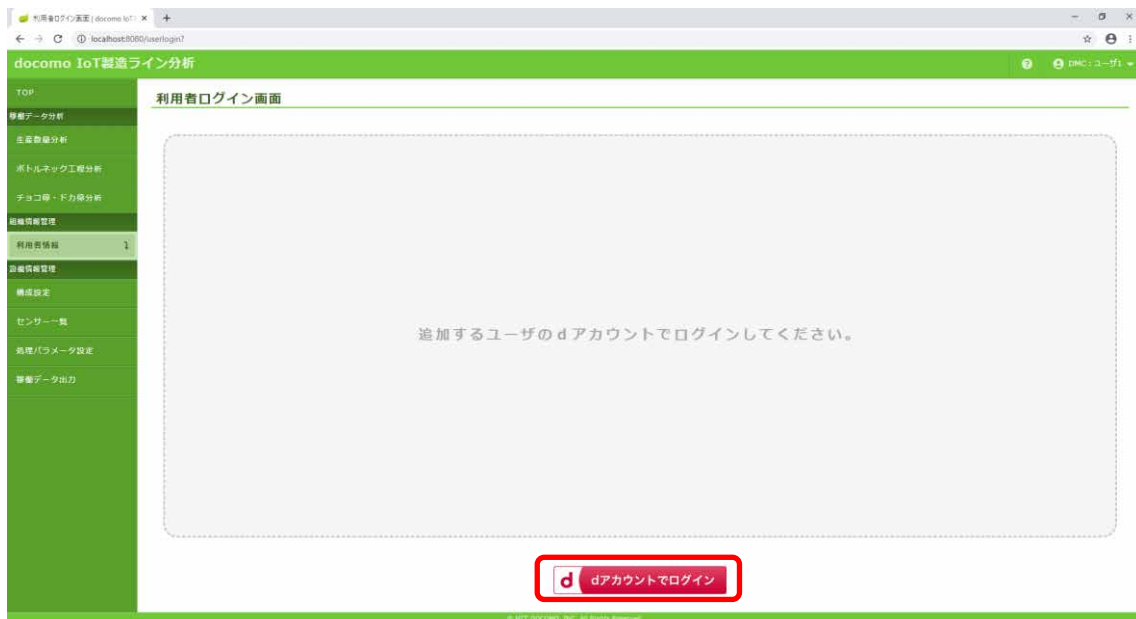 利用者ログイン画面 | docomo IoT
localhost:8080/userlogin?
docomo IoT製造ライン分析
DMC:ユーザ1
TOP
利用者ログイン画面
稼働データ分析
生産数量分析
ボトルネック工程分析
チョコ停・ドカ停分析
組織情報管理
利用者情報
設備情報管理
構成設定
センサー一覧
処理パラメータ設定
稼働データ出力
追加するユーザのdアカウントでログインしてください。
d dアカウントでログイン
© NTT DOCOMO, INC. All Rights Reserved.